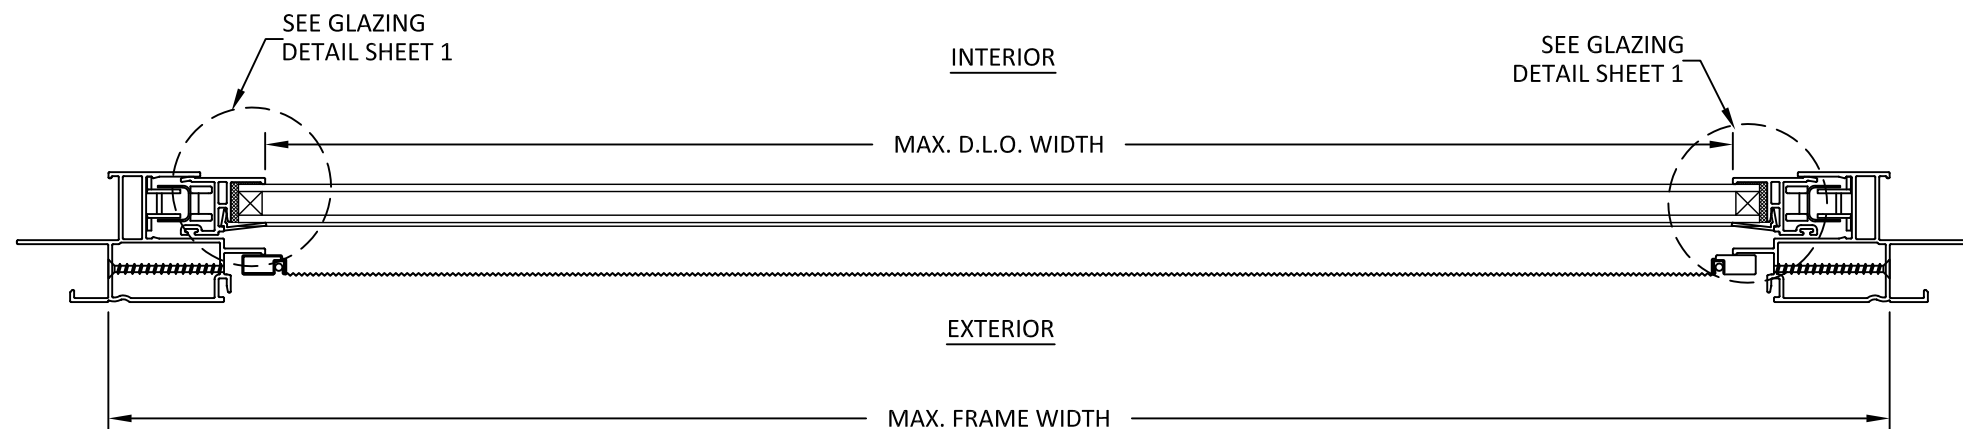 SEE GLAZING
DETAIL SHEET 1
INTERIOR
SEE GLAZING
DETAIL SHEET 1
MAX. D.L.O. WIDTH
EXTERIOR
MAX. FRAME WIDTH